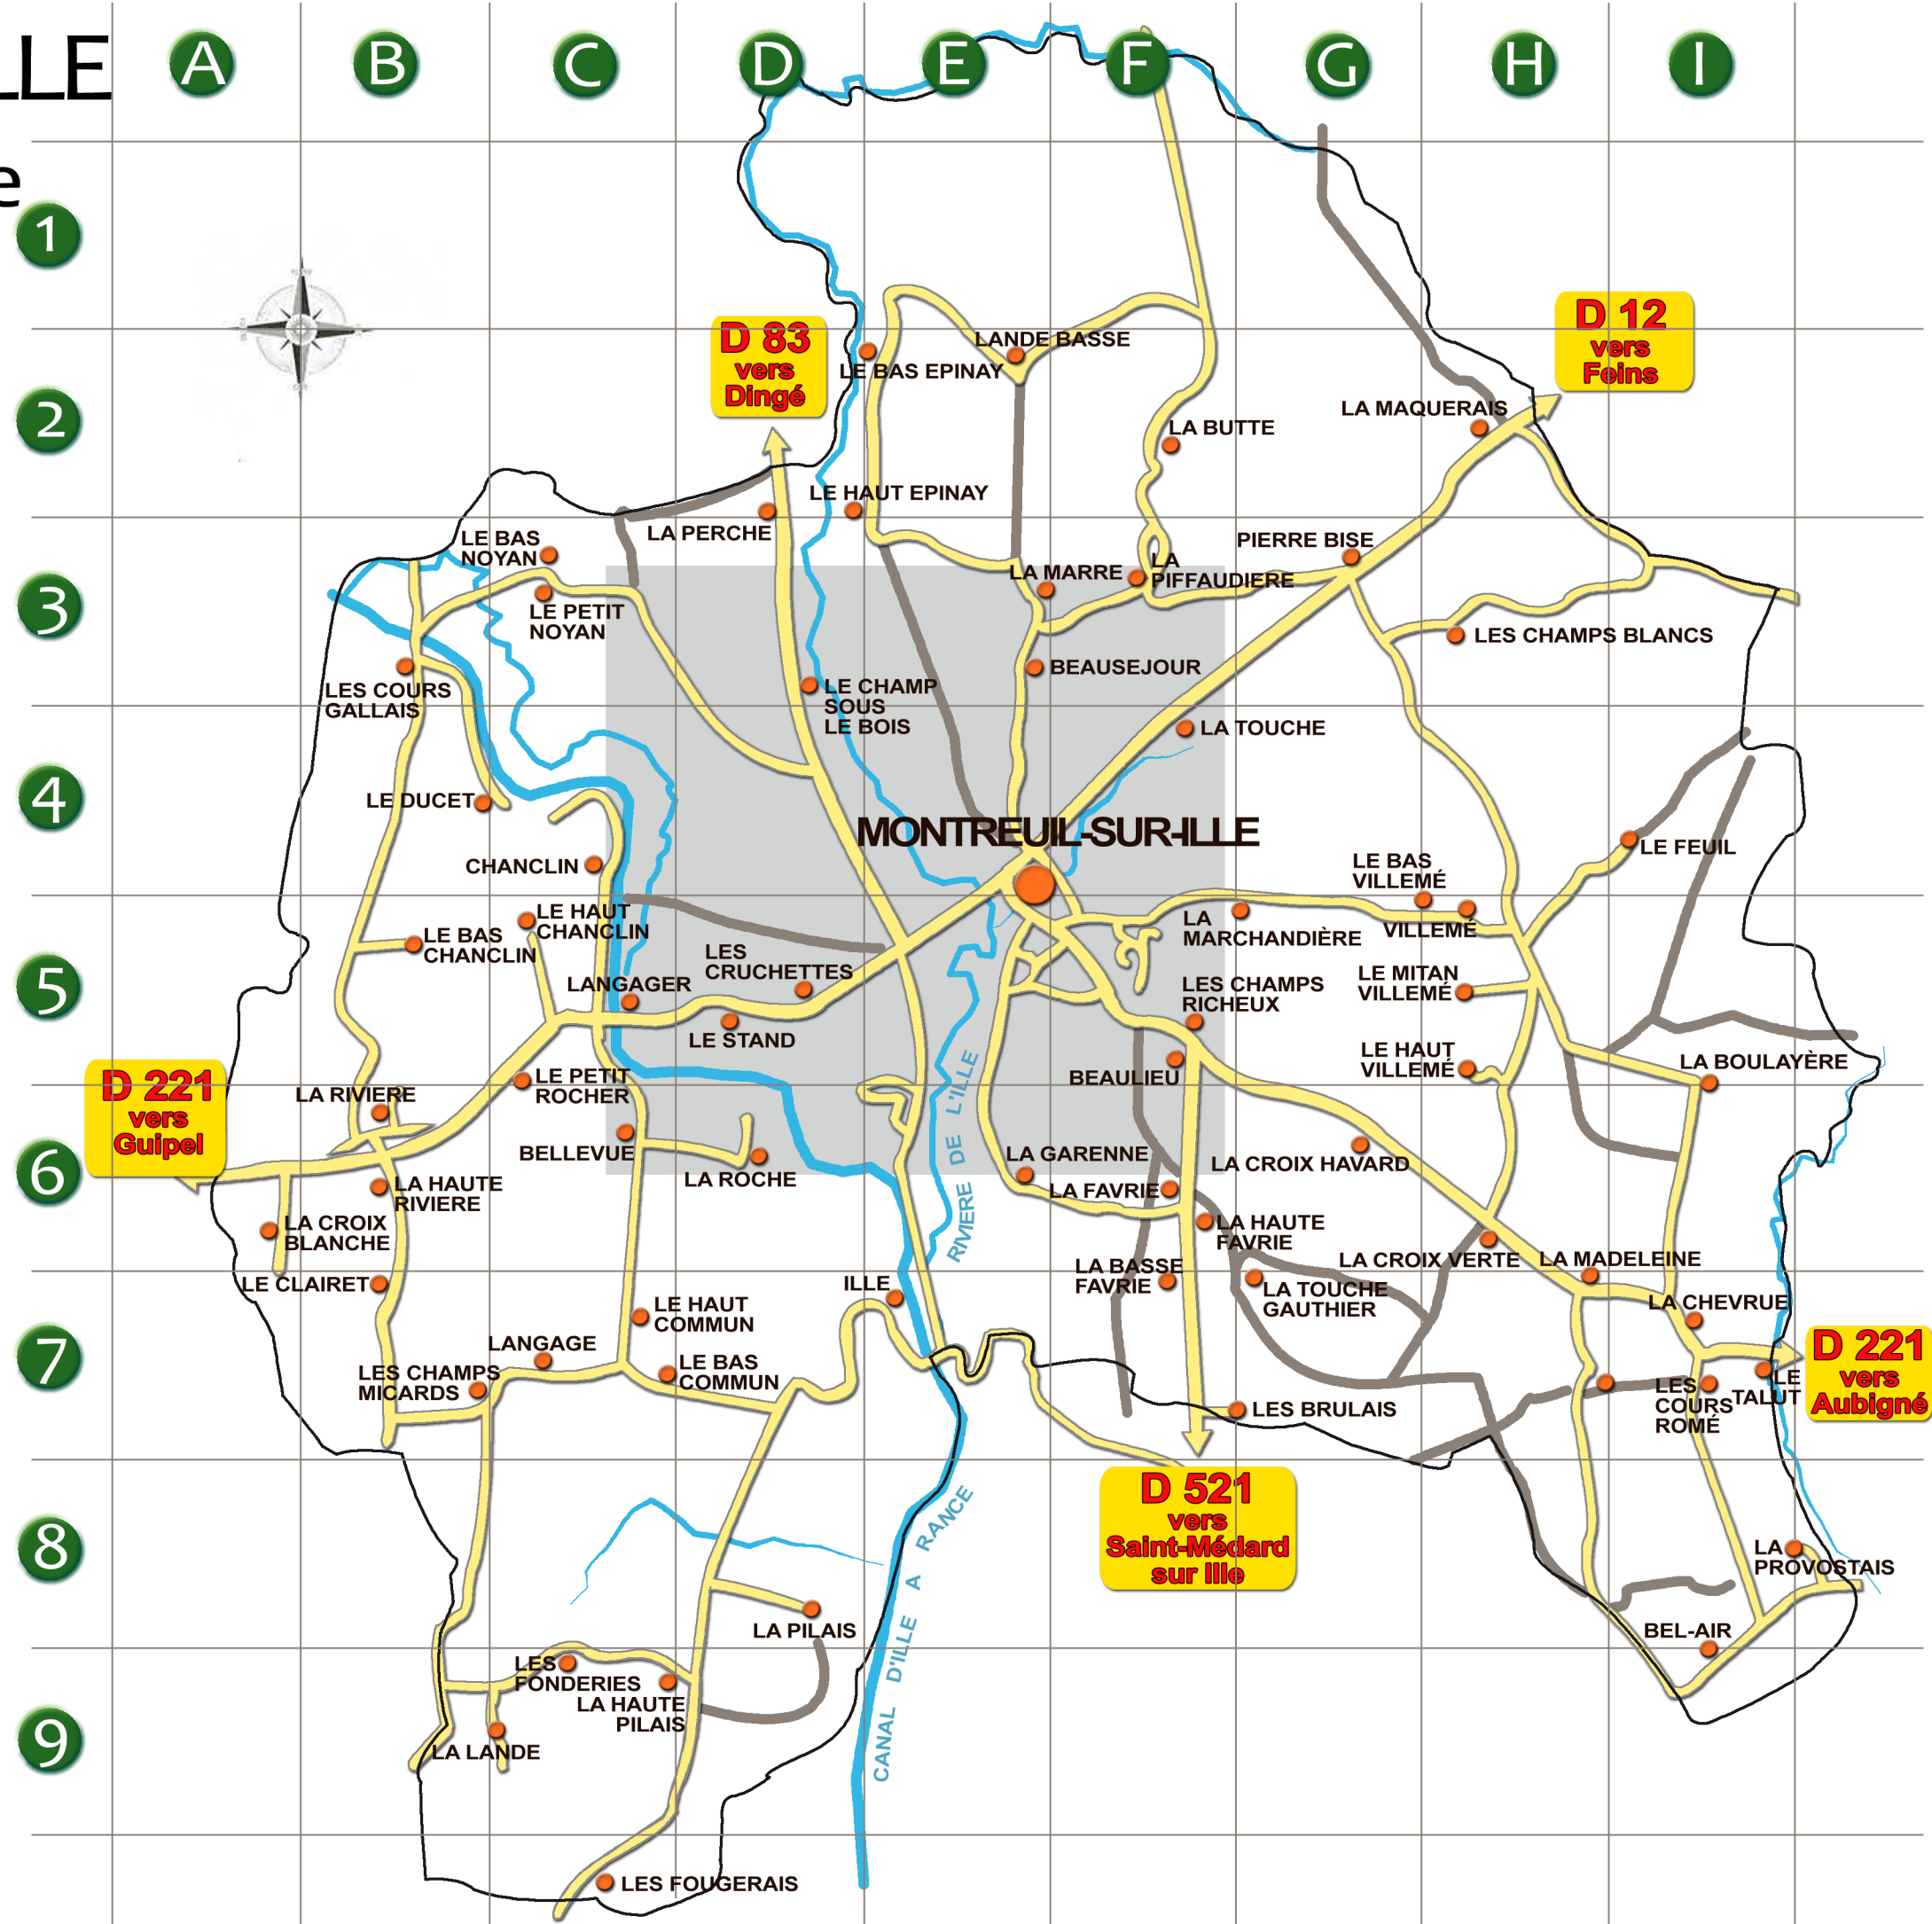 LLE
e
A
B
C
D
E
F
G
H
I
1
2
3
4
5
6
7
8
9
D 83
vers
Dingé
D 12
vers
Feins
LANDE BASSE
LE BAS EPINAY
LA MAQUERAIS
LA BUTTE
LE HAUT EPINAY
LA PERCHE
LE BAS
NOYAN
PIERRE BISE
LA MARRE
LA
PIFFAUDIERE
LE PETIT
NOYAN
LES CHAMPS BLANCS
BEAUSEJOUR
LES COURS
GALLAIS
LE CHAMP
SOUS
LE BOIS
LA TOUCHE
LE DUCET
MONTREUIL-SUR-ILLE
LE FEUIL
CHANCLIN
LE BAS
VILLEMÉ
LE HAUT
CHANCLIN
LA
MARCHANDIÈRE
VILLEMÉ
LE BAS
CHANCLIN
LES
CRUCHETTES
LANGAGER
LES CHAMPS
RICHEUX
LE MITAN
VILLEMÉ
LE STAND
LE HAUT
VILLEMÉ
LA BOULAYÈRE
BEAULIEU
D 221
vers
Guipel
LA RIVIERE
LE PETIT
ROCHER
RIVIERE DE L'ILLE
BELLEVUE
LA ROCHE
LA GARENNE
LA CROIX HAVARD
LA FAVRIE
LA HAUTE
RIVIERE
LA CROIX
BLANCHE
LA HAUTE
FAVRIE
LA CROIX VERTE
LA MADELEINE
LE CLAIRET
ILLE
LA BASSE
FAVRIE
LA TOUCHE
GAUTHIER
LE HAUT
COMMUN
LA CHEVRUE
LANGAGE
LES CHAMPS
MICARDS
LE BAS
COMMUN
LES BRULAIS
LES
COURS
ROMÉ
LE
TALUT
D 221
vers
Aubigné
D 521
vers
Saint-Médard
sur Ille
CANAL D'ILLE A RANCE
LA
PROVOSTAIS
LA PILAIS
BEL-AIR
LES
FONDERIES
LA HAUTE
PILAIS
LA LANDE
LES FOUGERAIS